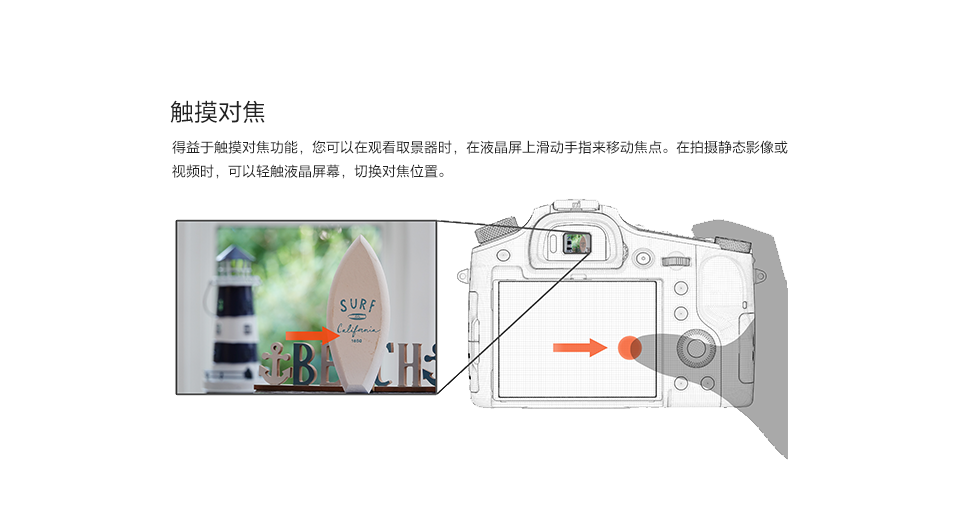 触摸对焦
得益于触摸对焦功能，您可以在观看取景器时，在液晶屏上滑动手指来移动焦点。在拍摄静态影像或
视频时，可以轻触液晶屏幕，切换对焦位置。
SURF
California
BEACH